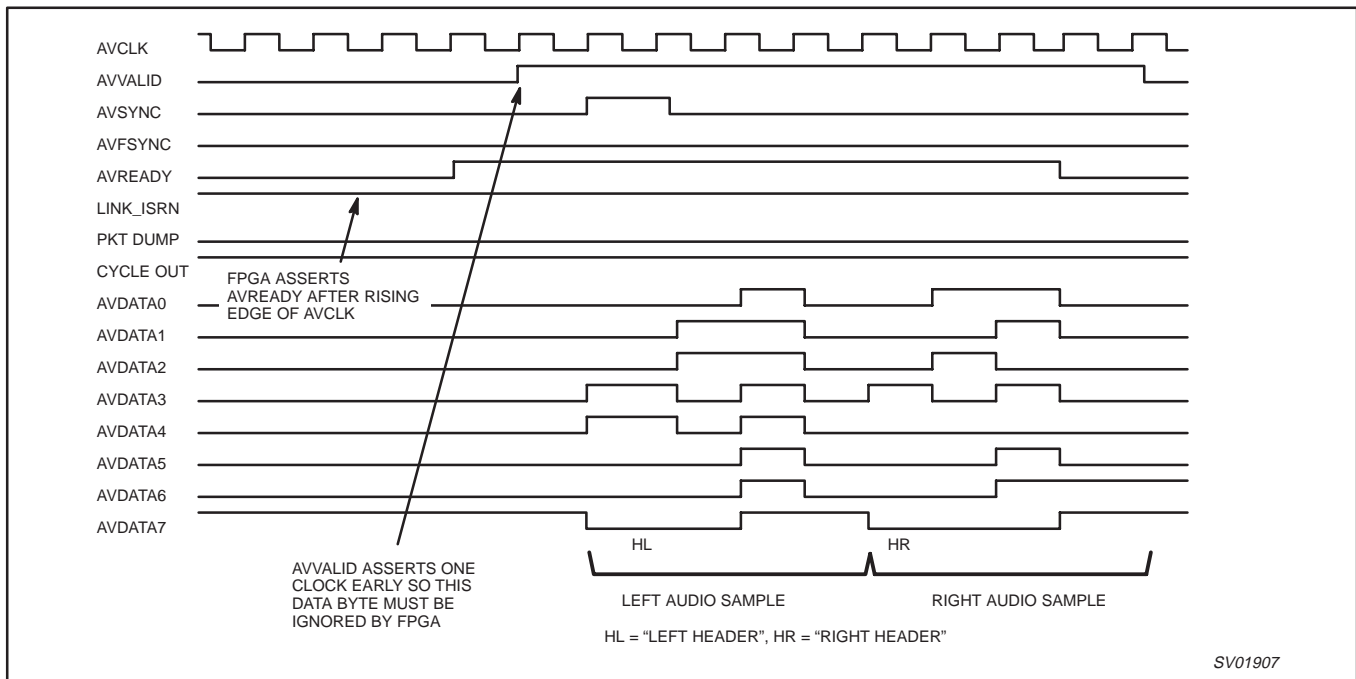 AVCLK
AVVALID
AVSYNC
AVFSYNC
AVREADY
LINK_ISRN
PKT DUMP
CYCLE OUT
FPGA ASSERTS
AVREADY AFTER RISING
EDGE OF AVCLK
AVDATA0
AVDATA1
AVDATA2
AVDATA3
AVDATA4
AVDATA5
AVDATA6
AVDATA7
HL
HR
AVVALID ASSERTS ONE
CLOCK EARLY SO THIS
DATA BYTE MUST BE
IGNORED BY FPGA
LEFT AUDIO SAMPLE
RIGHT AUDIO SAMPLE
HL = “LEFT HEADER”, HR = “RIGHT HEADER”
SV01907